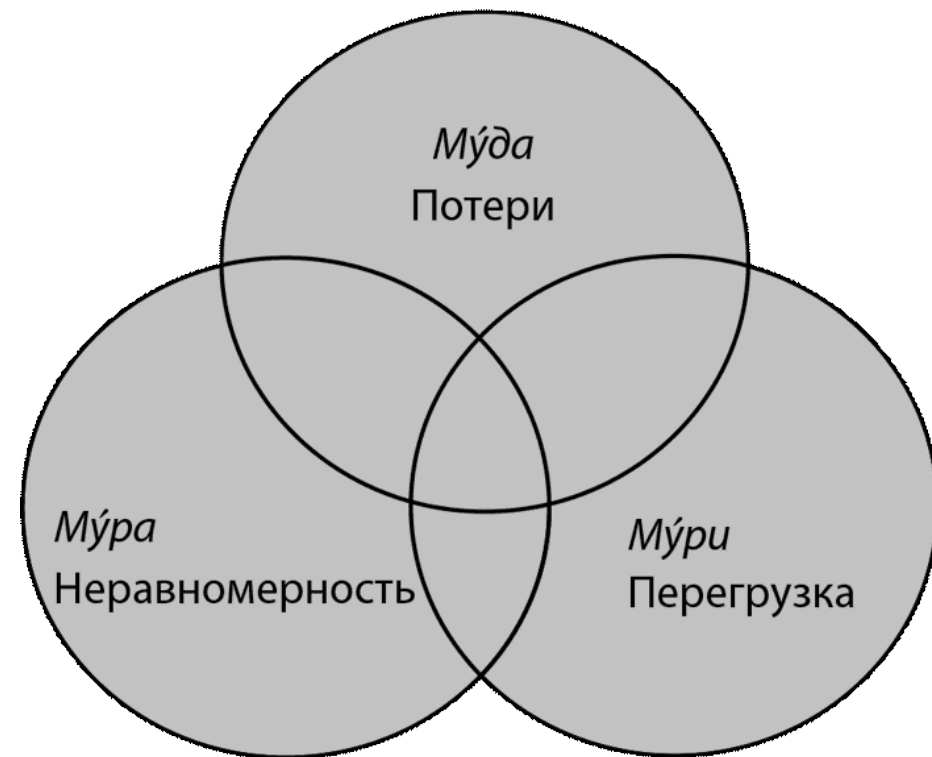 Му́да
Потери
Му́ра
Неравномерность
Му́ри
Перегрузка